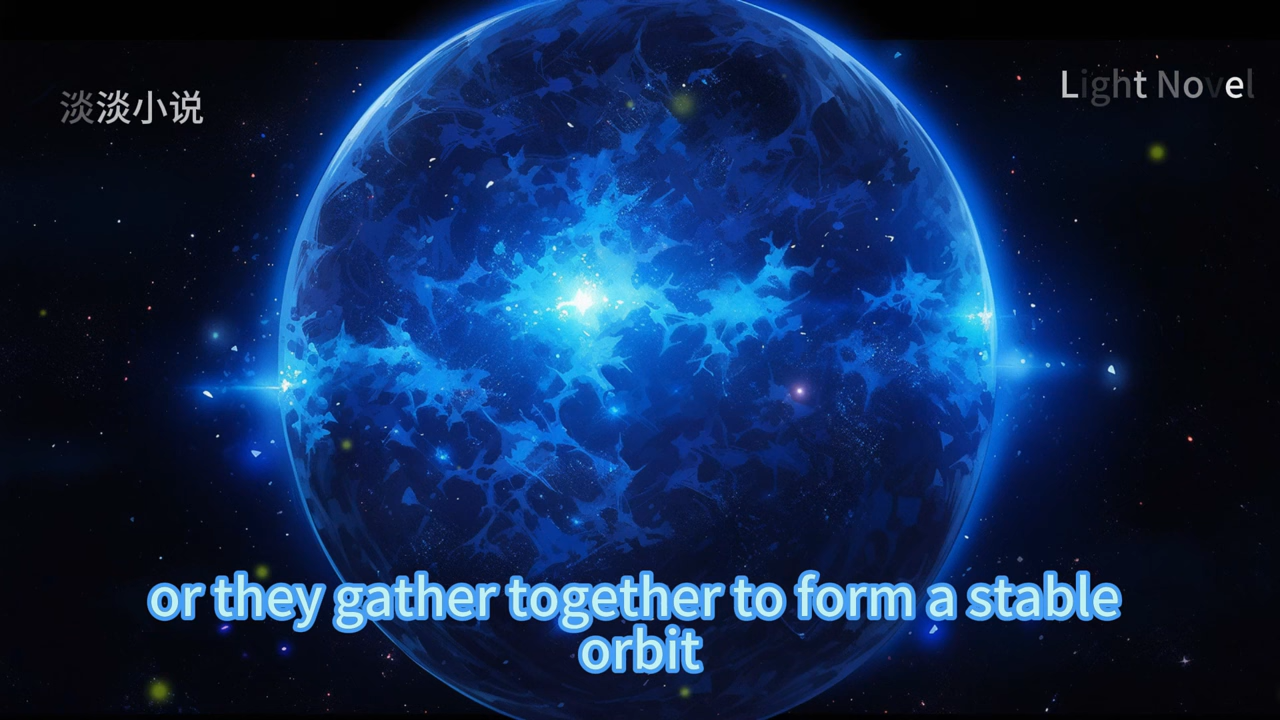 淡淡小说
Light Novel
or they gather together to form a stable
orbit